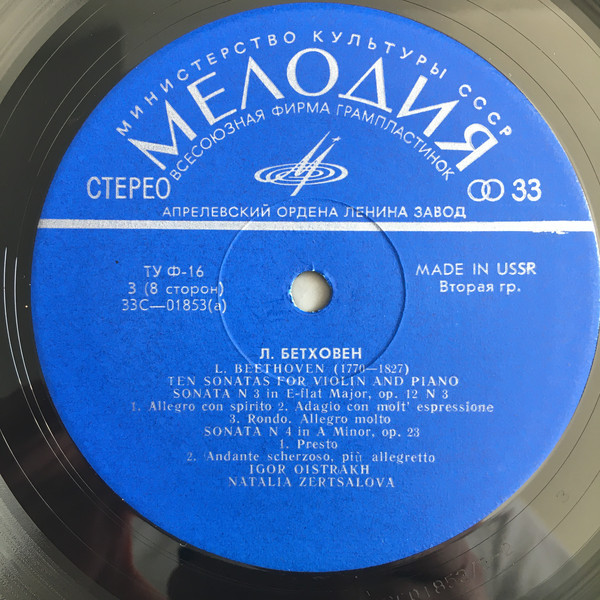 МИНИСТЕРСТВО КУЛЬТУРЫ СССР
МЕЛОДИЯ
ВСЕСОЮЗНАЯ ФИРМА ГРАМПЛАСТИНОК
СТЕРЕО
33
АПРЕЛЕВСКИЙ ОРДЕНА ЛЕНИНА ЗАВОД
ТУ Ф-16
3 (8 сторон)
33С—01853(а)
MADE IN USSR
Вторая гр.
Л. БЕТХОВЕН
L. BEETHOVEN (1770—1827)
TEN SONATAS FOR VIOLIN AND PIANO
SONATA N 3 in E-flat Major, op. 12 N 3
1. Allegro con spirito 2. Adagio con molt' espressione
3. Rondo. Allegro molto
SONATA N 4 in A Minor, op. 23
1. Presto
2. Andante scherzoso, più allegretto
IGOR OISTRAKH
NATALIA ZERTSALOVA